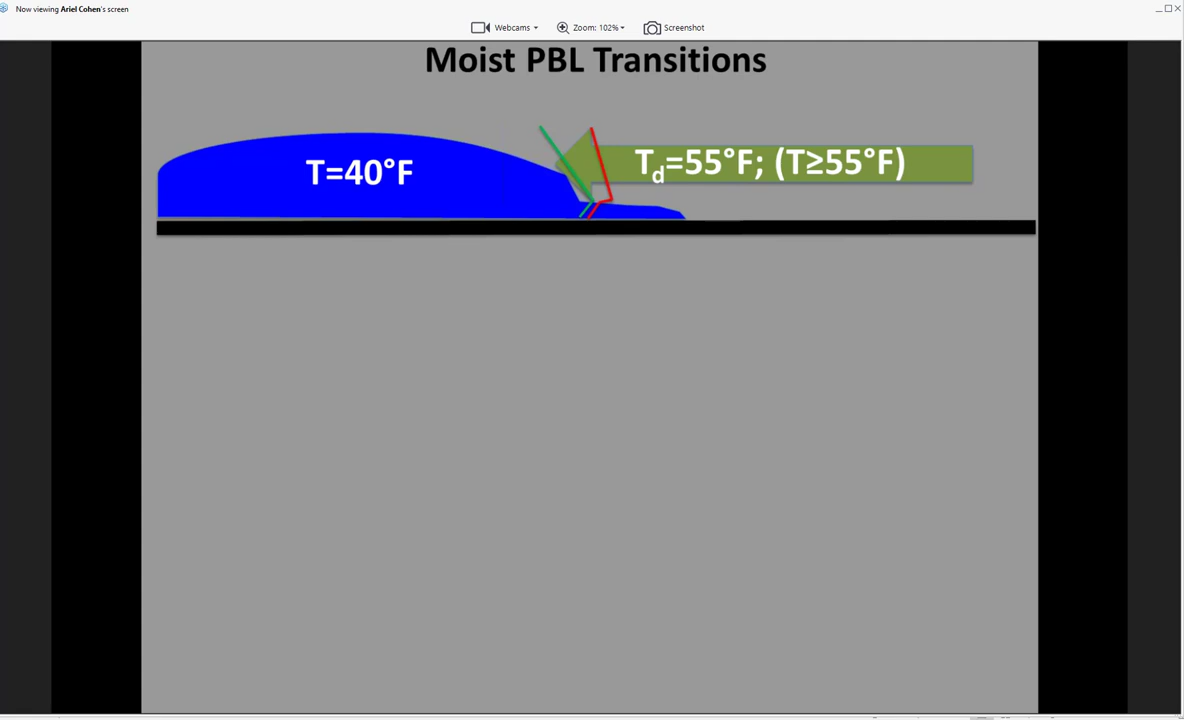 Now viewing Ariel Cohen's screen
Webcams Zoom: 102% Screenshot
Moist PBL Transitions
T=40°F
Td=55°F; (T≥55°F)